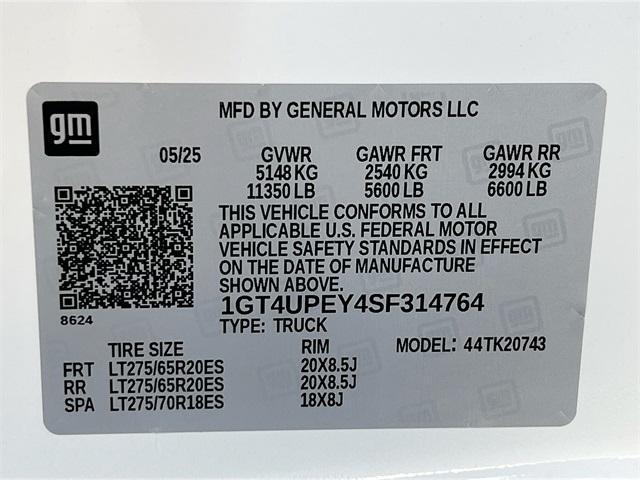 gm
MFD BY GENERAL MOTORS LLC
05/25 GVWR GAWR FRT GAWR RR
5148 KG 2540 KG 2994 KG
11350 LB 5600 LB 6600 LB
THIS VEHICLE CONFORMS TO ALL
APPLICABLE U.S. FEDERAL MOTOR
VEHICLE SAFETY STANDARDS IN EFFECT
ON THE DATE OF MANUFACTURE
SHOWN ABOVE.
8624
1GT4UPEY4SF314764
TYPE: TRUCK
TIRE SIZE RIM MODEL: 44TK20743
FRT LT275/65R20ES 20X8.5J
RR LT275/65R20ES 20X8.5J
SPA LT275/70R18ES 18X8J